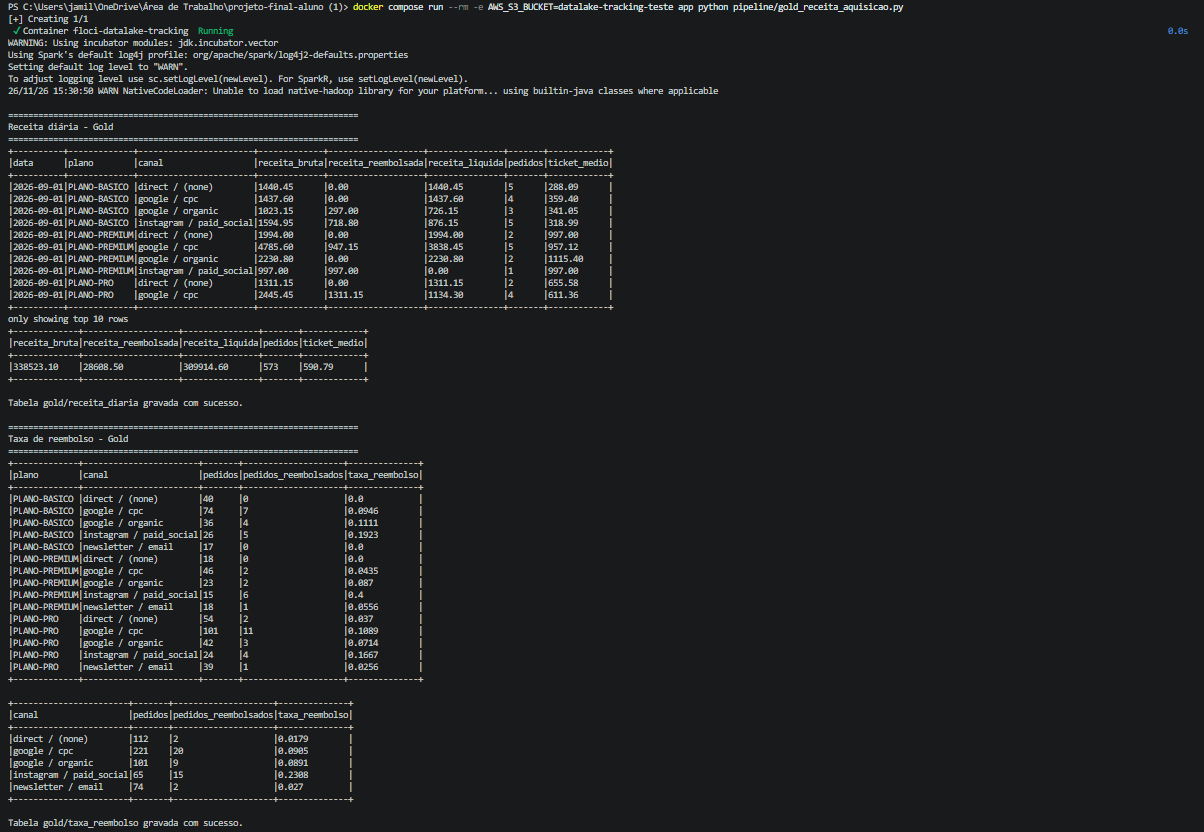 PS C:\Users\jamil\OneDrive\Área de Trabalho\projeto-final-aluno (1)> docker compose run --rm -e AWS_S3_BUCKET=datalake-tracking-teste app python pipeline/gold_receita_aquisicao.py
[+] Creating 1/1
✓Container floci-datalake-tracking  Running 0.0s
WARNING: Using incubator modules: jdk.incubator.vector
Using Spark's default log4j profile: org/apache/spark/log4j2-defaults.properties
Setting default log level to "WARN".
To adjust logging level use sc.setLogLevel(newLevel). For SparkR, use setLogLevel(newLevel).
26/11/26 15:30:50 WARN NativeCodeLoader: Unable to load native-hadoop library for your platform... using builtin-java classes where applicable
======================================================================
Receita diária - Gold
======================================================================
+----------+-------------+-----------------------+-------------+-------------------+---------------+-------+------------+
|data      |plano        |canal                  |receita_bruta|receita_reembolsada|receita_liquida|pedidos|ticket_medio|
+----------+-------------+-----------------------+-------------+-------------------+---------------+-------+------------+
|2026-09-01|PLANO-BASICO |direct / (none)        |1440.45      |0.00               |1440.45        |5      |288.09      |
|2026-09-01|PLANO-BASICO |google / cpc           |1437.60      |0.00               |1437.60        |4      |359.40      |
|2026-09-01|PLANO-BASICO |google / organic       |1023.15      |297.00             |726.15         |3      |341.05      |
|2026-09-01|PLANO-BASICO |instagram / paid_social|1594.95      |718.80             |876.15         |5      |318.99      |
|2026-09-01|PLANO-PREMIUM|direct / (none)        |1994.00      |0.00               |1994.00        |2      |997.00      |
|2026-09-01|PLANO-PREMIUM|google / cpc           |4785.60      |947.15             |3838.45        |5      |957.12      |
|2026-09-01|PLANO-PREMIUM|google / organic       |2230.80      |0.00               |2230.80        |2      |1115.40     |
|2026-09-01|PLANO-PREMIUM|instagram / paid_social|997.00       |997.00             |0.00           |1      |997.00      |
|2026-09-01|PLANO-PRO    |direct / (none)        |1311.15      |0.00               |1311.15        |2      |655.58      |
|2026-09-01|PLANO-PRO    |google / cpc           |2445.45      |1311.15            |1134.30        |4      |611.36      |
+----------+-------------+-----------------------+-------------+-------------------+---------------+-------+------------+
only showing top 10 rows
+-------------+-------------------+---------------+-------+------------+
|receita_bruta|receita_reembolsada|receita_liquida|pedidos|ticket_medio|
+-------------+-------------------+---------------+-------+------------+
|338523.10    |28608.50           |309914.60      |573    |590.79      |
+-------------+-------------------+---------------+-------+------------+
Tabela gold/receita_diaria gravada com sucesso.
======================================================================
Taxa de reembolso - Gold
======================================================================
+-------------+-----------------------+-------+-------------------+-------------+
|plano        |canal                  |pedidos|pedidos_reembolsados|taxa_reembolso|
+-------------+-----------------------+-------+--------------------+--------------+
|PLANO-BASICO |direct / (none)        |40     |0                   |0.0           |
|PLANO-BASICO |google / cpc           |74     |7                   |0.0946        |
|PLANO-BASICO |google / organic       |36     |4                   |0.1111        |
|PLANO-BASICO |instagram / paid_social|26     |5                   |0.1923        |
|PLANO-BASICO |newsletter / email     |17     |0                   |0.0           |
|PLANO-PREMIUM|direct / (none)        |18     |0                   |0.0           |
|PLANO-PREMIUM|google / cpc           |46     |2                   |0.0435        |
|PLANO-PREMIUM|google / organic       |23     |2                   |0.087         |
|PLANO-PREMIUM|instagram / paid_social|15     |6                   |0.4           |
|PLANO-PREMIUM|newsletter / email     |18     |1                   |0.0556        |
|PLANO-PRO    |direct / (none)        |54     |2                   |0.037         |
|PLANO-PRO    |google / cpc           |101    |11                  |0.1089        |
|PLANO-PRO    |google / organic       |42     |3                   |0.0714        |
|PLANO-PRO    |instagram / paid_social|24     |4                   |0.1667        |
|PLANO-PRO    |newsletter / email     |39     |1                   |0.0256        |
+-------------+-----------------------+-------+--------------------+--------------+
+-----------------------+-------+--------------------+--------------+
|canal                  |pedidos|pedidos_reembolsados|taxa_reembolso|
+-----------------------+-------+--------------------+--------------+
|direct / (none)        |112    |2                   |0.0179        |
|google / cpc           |221    |20                  |0.0905        |
|google / organic       |101    |9                   |0.0891        |
|instagram / paid_social|65     |15                  |0.2308        |
|newsletter / email     |74     |2                   |0.027         |
+-----------------------+-------+--------------------+--------------+
Tabela gold/taxa_reembolso gravada com sucesso.